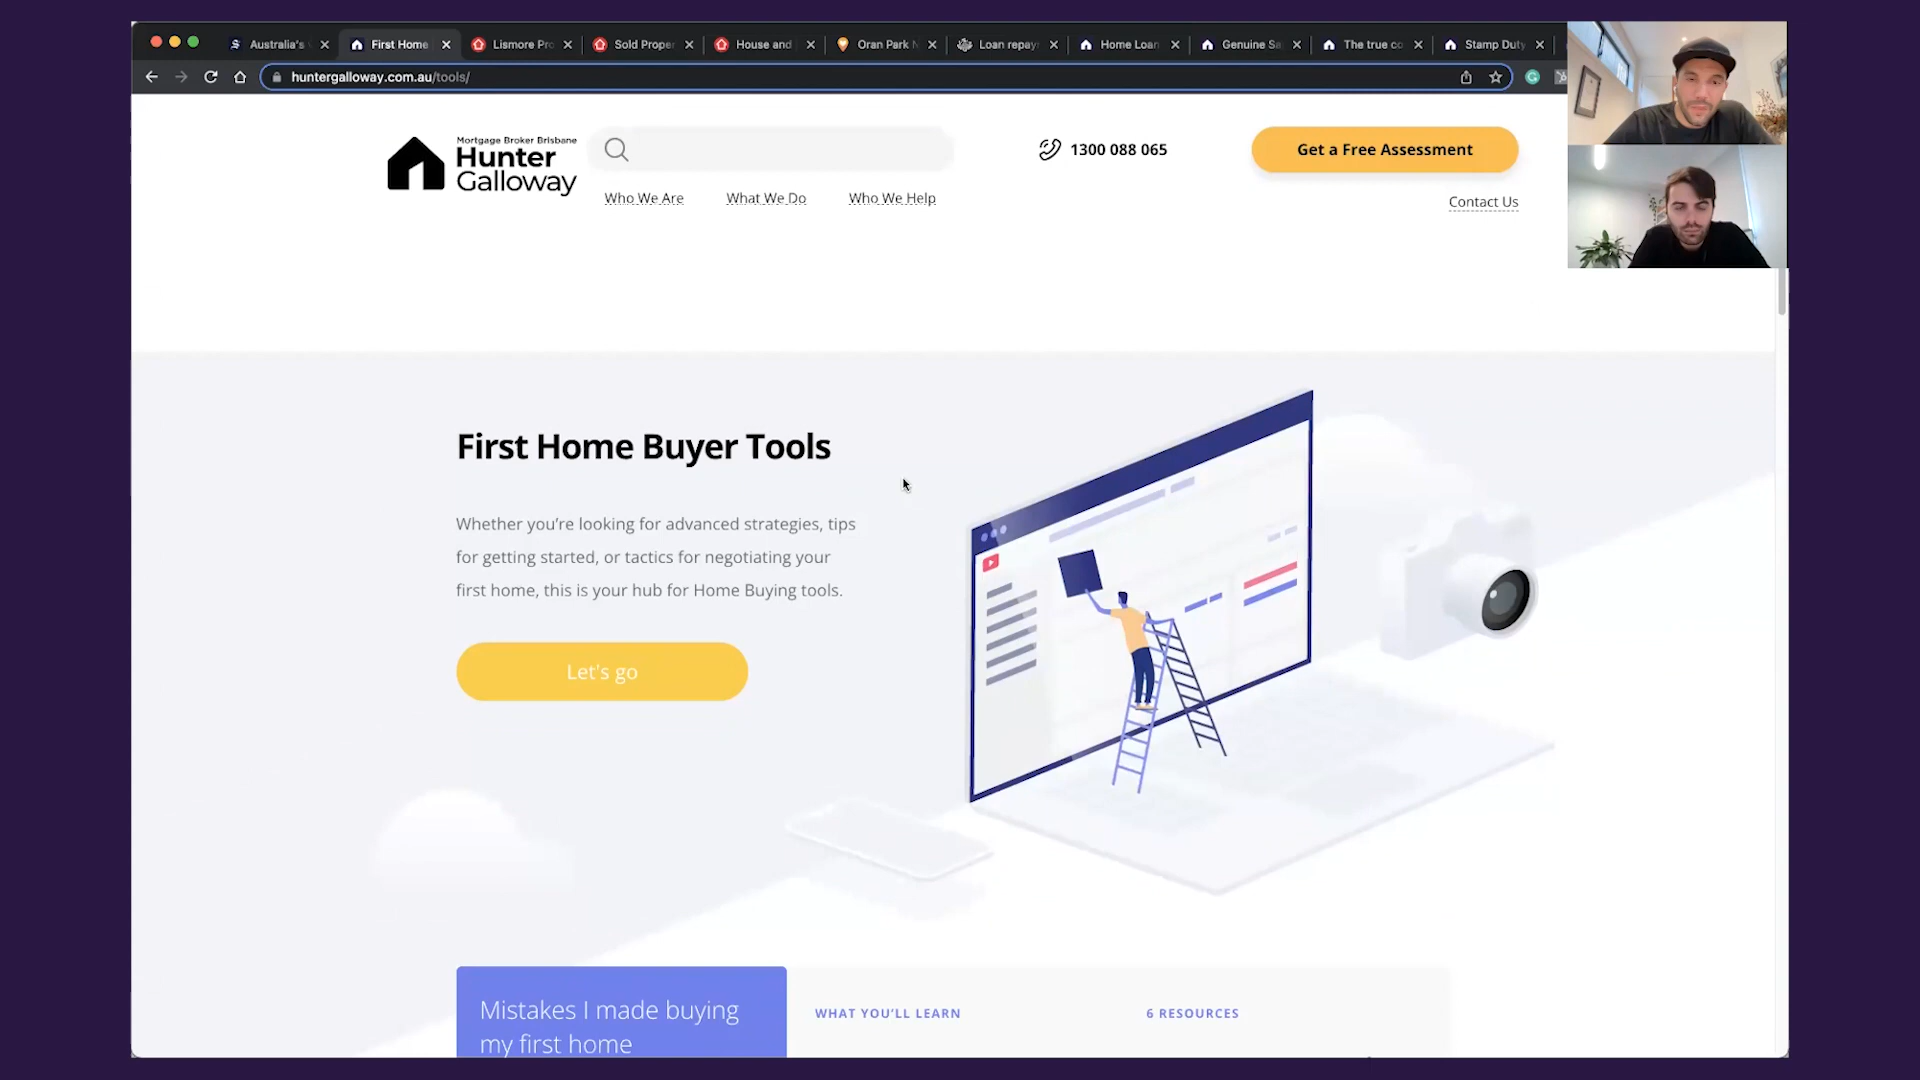 Australia's
First Home
Lismore Pro
Sold Proper
House and
Oran Park N
Loan repay
Home Loan
Genuine Sa
The true co
Stamp Duty
huntergalloway.com.au/tools/
Mortgage Broker Brisbane
Hunter
Galloway
1300 088 065
Get a Free Assessment
Who We Are
What We Do
Who We Help
Contact Us
First Home Buyer Tools
Whether you're looking for advanced strategies, tips
for getting started, or tactics for negotiating your
first home, this is your hub for Home Buying tools.
Let's go
Mistakes I made buying
my first home
WHAT YOU'LL LEARN
6 RESOURCES